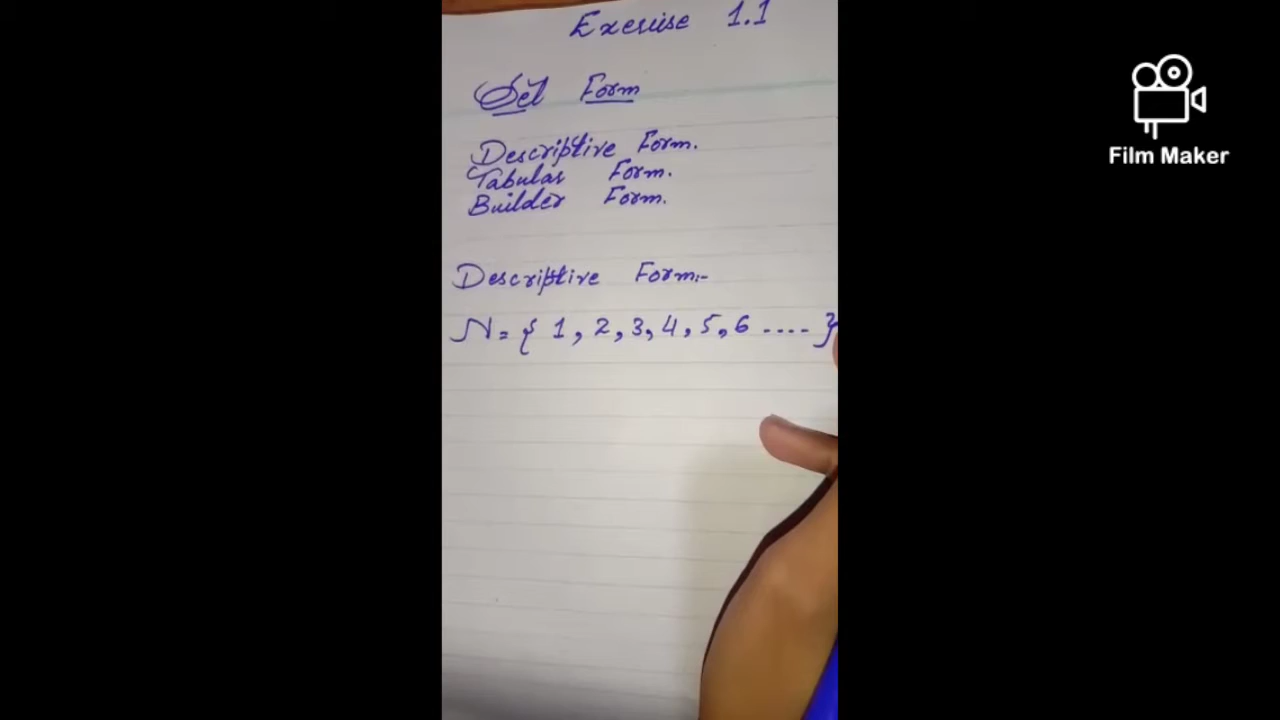 Exercise 1.1
Set Form
Descriptive Form.
Tabular Form.
Builder Form.
Descriptive Form:-
N = { 1, 2, 3, 4, 5, 6 .... }
Film Maker